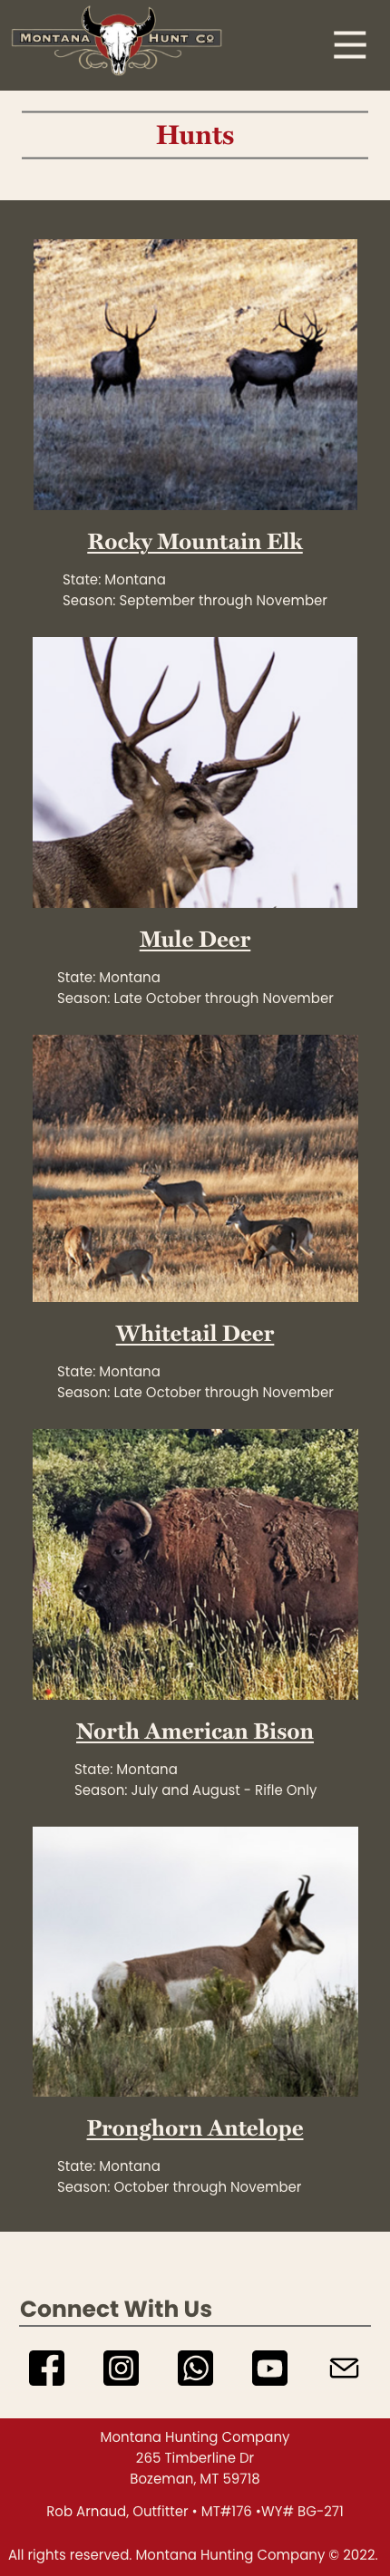 Montana Hunt Co
Hunts
Rocky Mountain Elk
State: Montana
Season: September through November
Mule Deer
State: Montana
Season: Late October through November
Whitetail Deer
State: Montana
Season: Late October through November
North American Bison
State: Montana
Season: July and August - Rifle Only
Pronghorn Antelope
State: Montana
Season: October through November
Connect With Us
Montana Hunting Company
265 Timberline Dr
Bozeman, MT 59718
Rob Arnaud, Outfitter • MT#176 •WY# BG-271
All rights reserved. Montana Hunting Company © 2022.